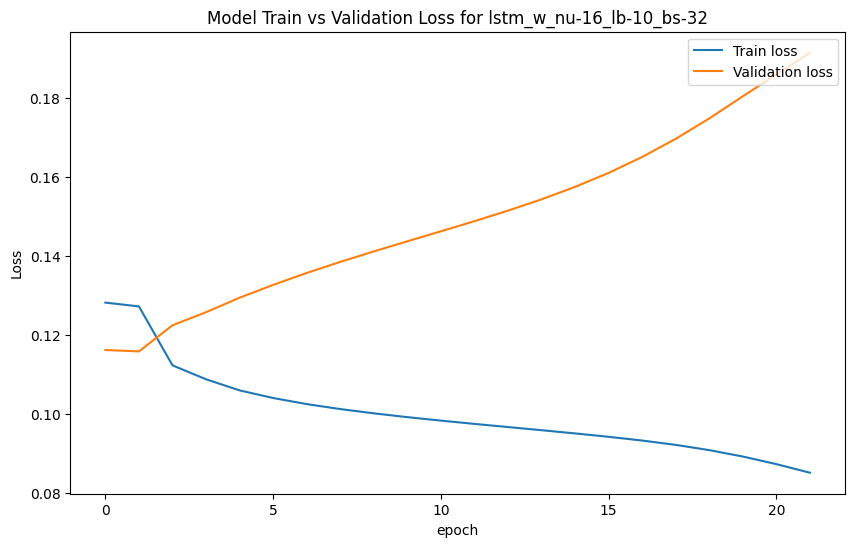 Model Train vs Validation Loss for lstm_w_nu-16_lb-10_bs-32
Train loss
Validation loss
0.18
0.16
0.14
0.12
0.10
0.08
Loss
0
5
10
15
20
epoch